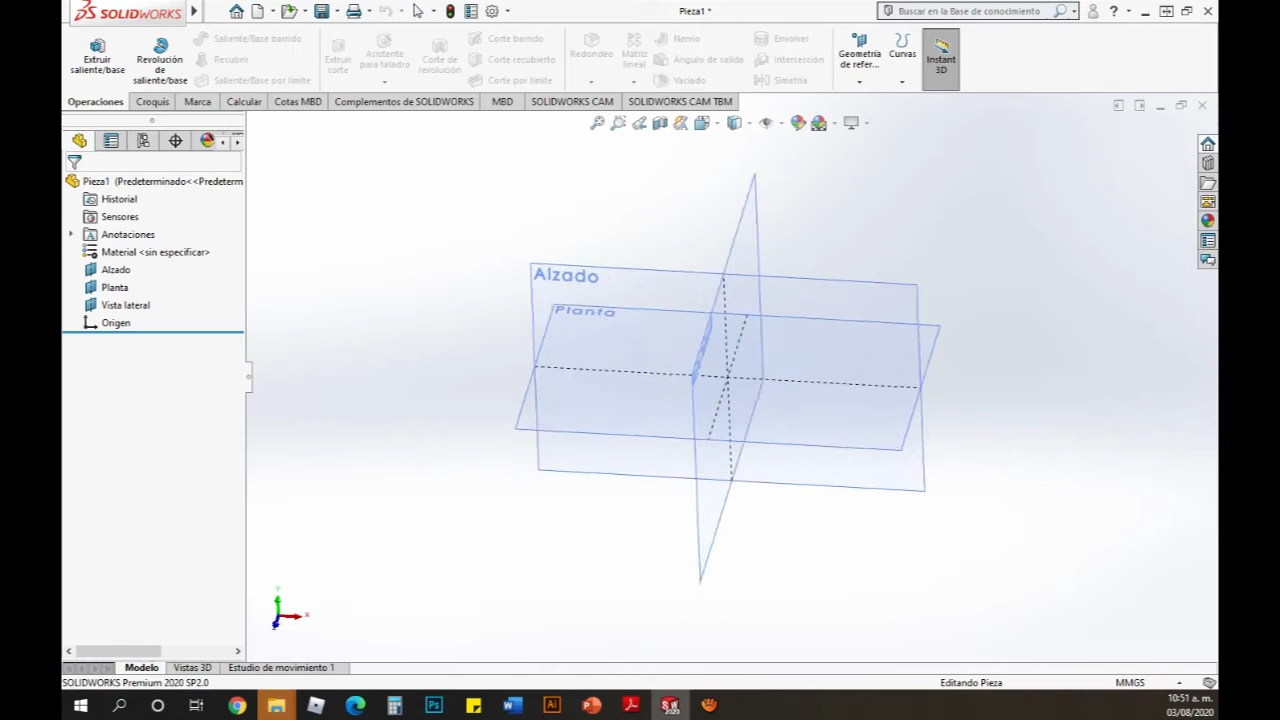 SOLIDWORKS
Pieza1 *
Buscar en la Base de conocimiento
?
Extruir saliente/base
Revolución de saliente/base
Saliente/Base barrido
Recubrir
Saliente/Base por límite
Extruir corte
Asistente para taladro
Corte de revolución
Corte barrido
Corte recubierto
Corte por límite
Redondeo
Matriz lineal
Nervio
Ángulo de salida
Vaciado
Envolver
Intersección
Simetría
Geometría de refer...
Curvas
Instant 3D
Operaciones
Croquis
Marca
Calcular
Cotas MBD
Complementos de SOLIDWORKS
MBD
SOLIDWORKS CAM
SOLIDWORKS CAM TBM
Pieza1 (Predeterminado<<Predeterm
Historial
Sensores
Anotaciones
Material <sin especificar>
Alzado
Planta
Vista lateral
Origen
Alzado
Planta
Modelo
Vistas 3D
Estudio de movimiento 1
SOLIDWORKS Premium 2020 SP2.0
Editando Pieza
MMGS
10:51 a. m.
03/08/2020